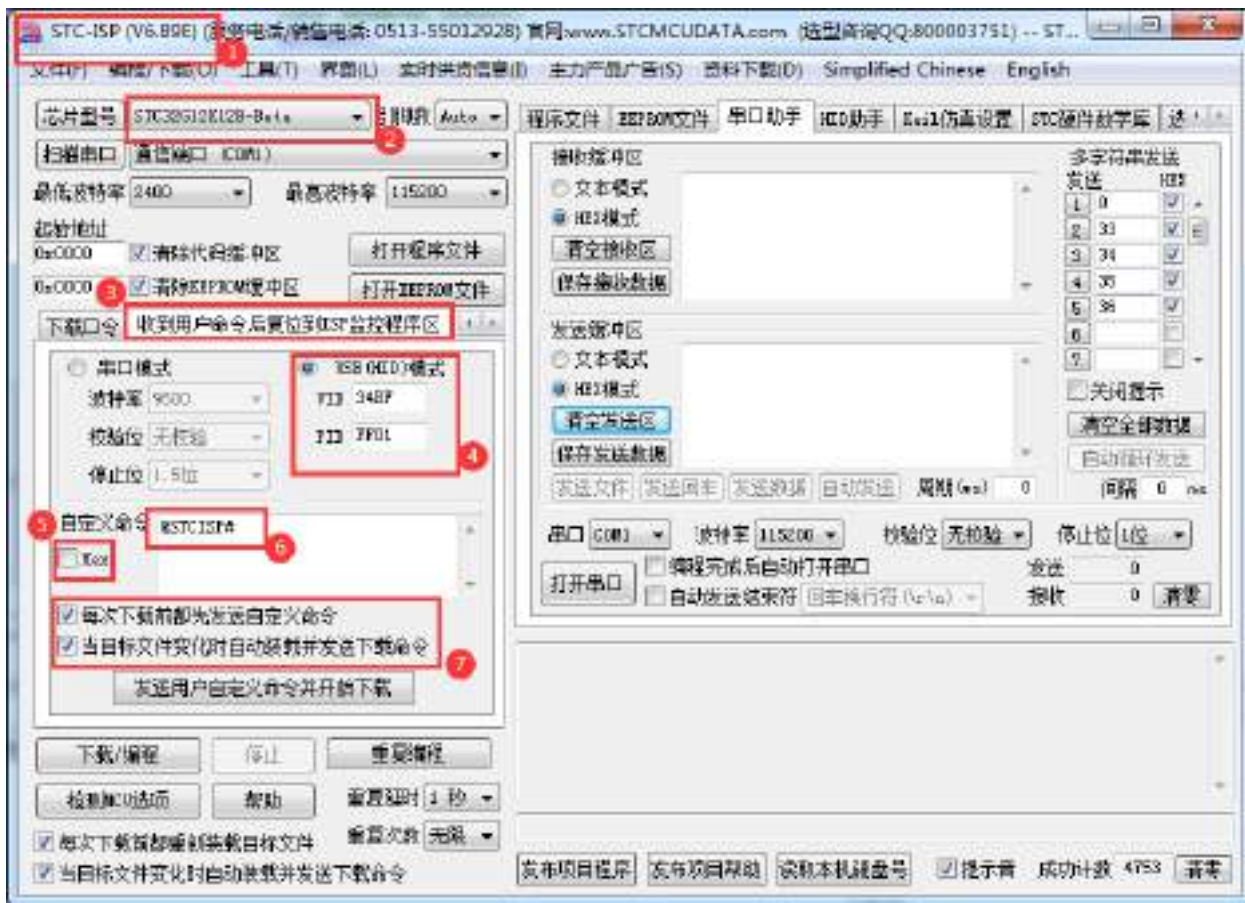 STC-ISP (V6.89E) (服务电话/销售电话: 0513-55012928) 官网:www.STCMCUDATA.com (选型咨询QQ:800003751) -- ST...
文件(F) 编程/下载(O) 工具(T) 界面(L) 实时供货信息(I) 主力产品广告(S) 资料下载(D) Simplified Chinese English
1
芯片型号 STC32G12K128-Beta Auto
2
扫描串口 通信端口 (COM1)
最低波特率 2400 最高波特率 115200
起始地址
0x0000 清除代码缓冲区 打开程序文件
0x0000 清除EEPROM缓冲区 打开EEPROM文件
3
下载口令 收到用户命令后复位到ISP监控程序区
串口模式 USB(HID)模式
波特率 9600 VID 34BF
校验位 无校验 PID FF01
4
停止位 1.5位
5
自定义命令 @STCISP#
6
Hex
每次下载前都先发送自定义命令
当目标文件变化时自动装载并发送下载命令
7
发送用户自定义命令并开始下载
下载/编程 停止 重复编程
检测MCU选项 帮助 重复延时 1 秒
每次下载前都重新装载目标文件 重复次数 无限
当目标文件变化时自动装载并发送下载命令
程序文件 EEPROM文件 串口助手 HID助手 Keil仿真设置 STC硬件数学库 选
接收缓冲区 多字符串发送
文本模式 发送 HEX
HEX模式 1 0
清空接收区 2 33
保存接收数据 3 34
4 35
5 36
发送缓冲区 6
文本模式 7
HEX模式 关闭提示
清空发送区 清空全部数据
保存发送数据 自动循环发送
发送文件 发送回车 发送数据 自动发送 周期(ms) 0 间隔 0 ms
串口 COM1 波特率 115200 校验位 无校验 停止位 1位
打开串口 编程完成后自动打开串口 发送 0
自动发送结束符 回车换行符(\r\n) 接收 0 清零
发布项目程序 发布项目帮助 读取本机硬盘号 提示音 成功计数 4753 清零